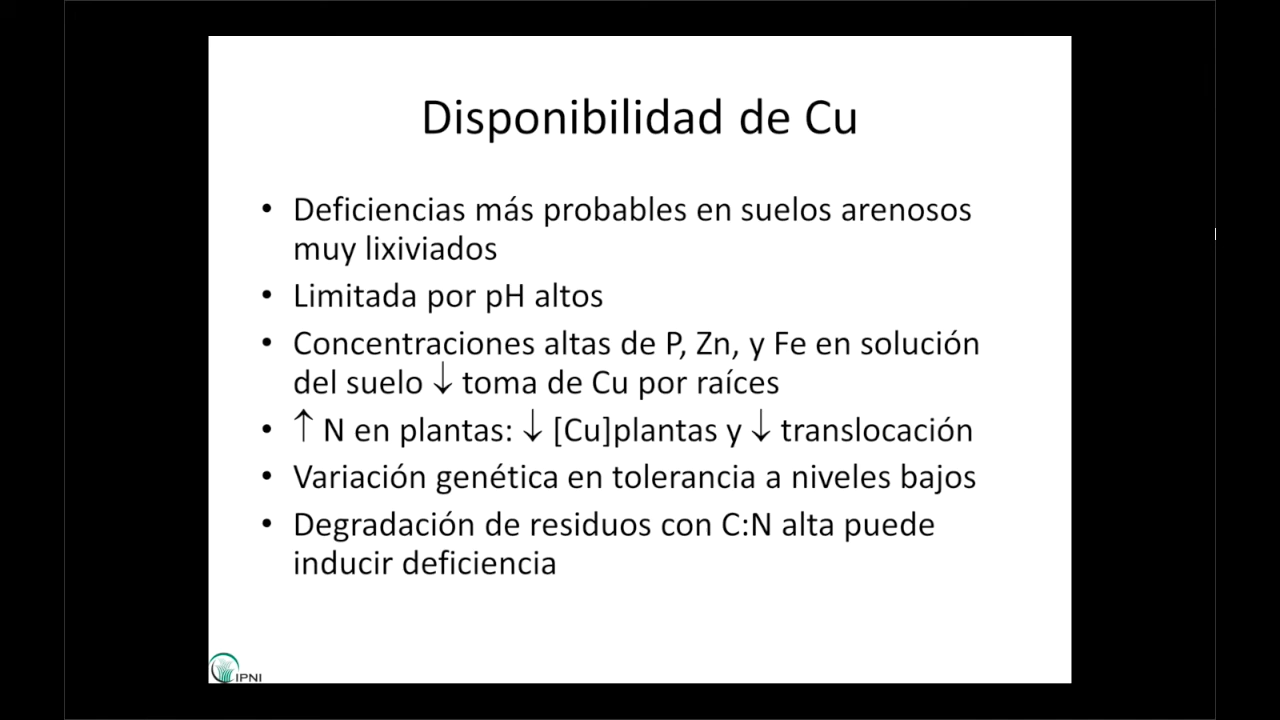 Disponibilidad de Cu
• Deficiencias más probables en suelos arenosos
muy lixiviados
• Limitada por pH altos
• Concentraciones altas de P, Zn, y Fe en solución
del suelo ↓ toma de Cu por raíces
• ↑ N en plantas: ↓ [Cu]plantas y ↓ translocación
• Variación genética en tolerancia a niveles bajos
• Degradación de residuos con C:N alta puede
inducir deficiencia
IPNI